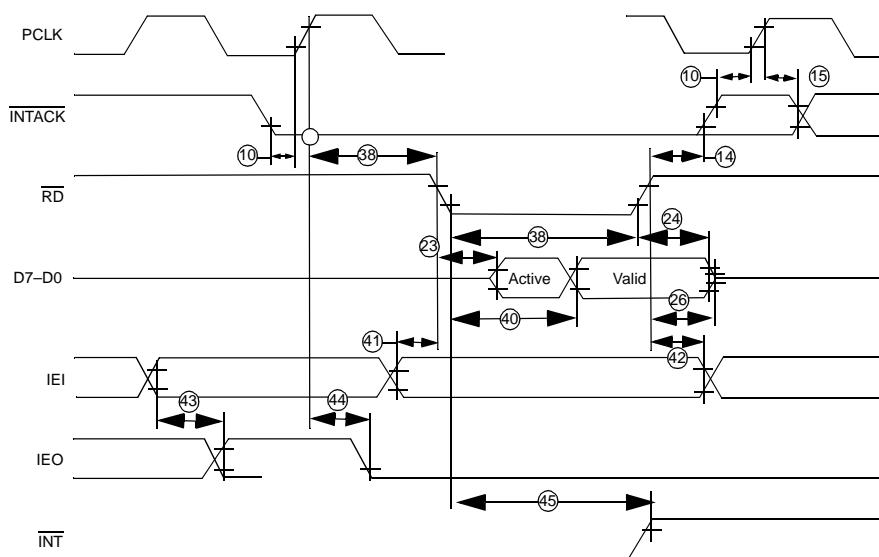 PCLK
10
15
INTACK
10
38
14
RD
38
24
23
D7–D0
Active
Valid
26
40
41
42
IEI
43
44
IEO
45
INT